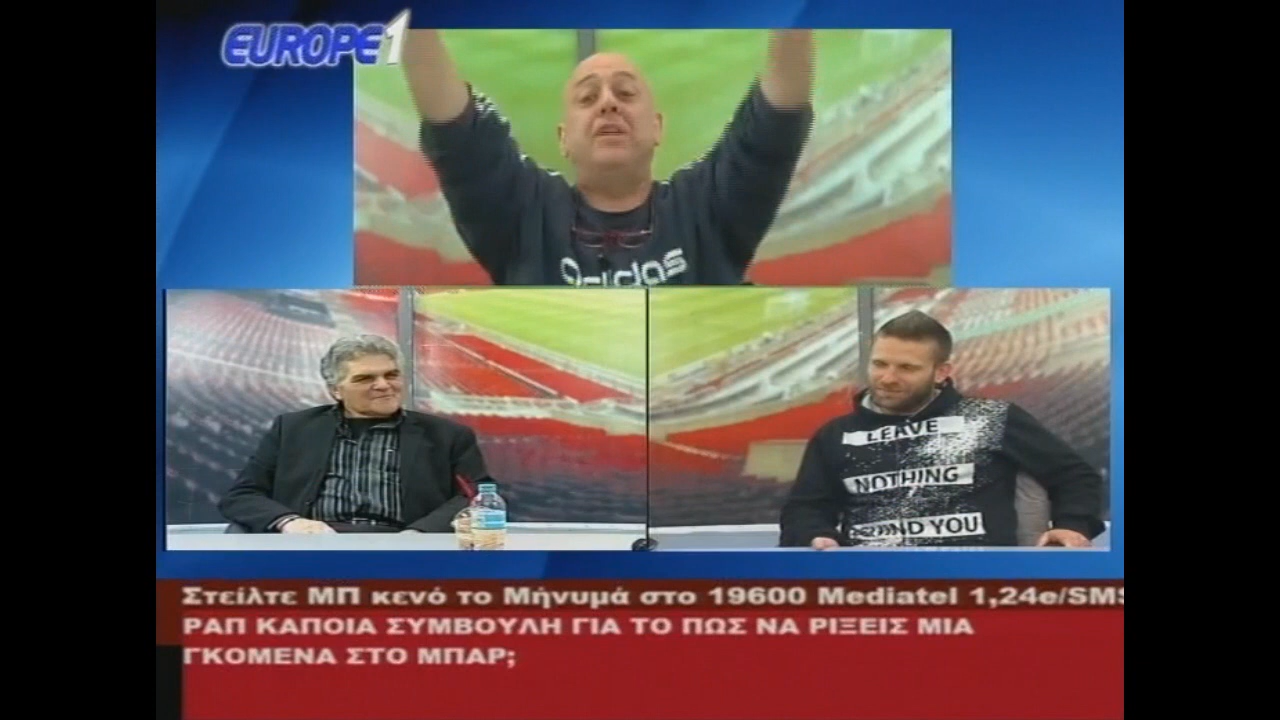 EUROPE1
adidas
LEAVE
NOTHING
BEHIND YOU
Στείλτε ΜΠ κενό το Μήνυμά στο 19600 Mediatel 1,24e/SMS
ΡΑΠ ΚΑΠΟΙΑ ΣΥΜΒΟΥΛΗ ΓΙΑ ΤΟ ΠΩΣ ΝΑ ΡΙΞΕΙΣ ΜΙΑ
ΓΚΟΜΕΝΑ ΣΤΟ ΜΠΑΡ;